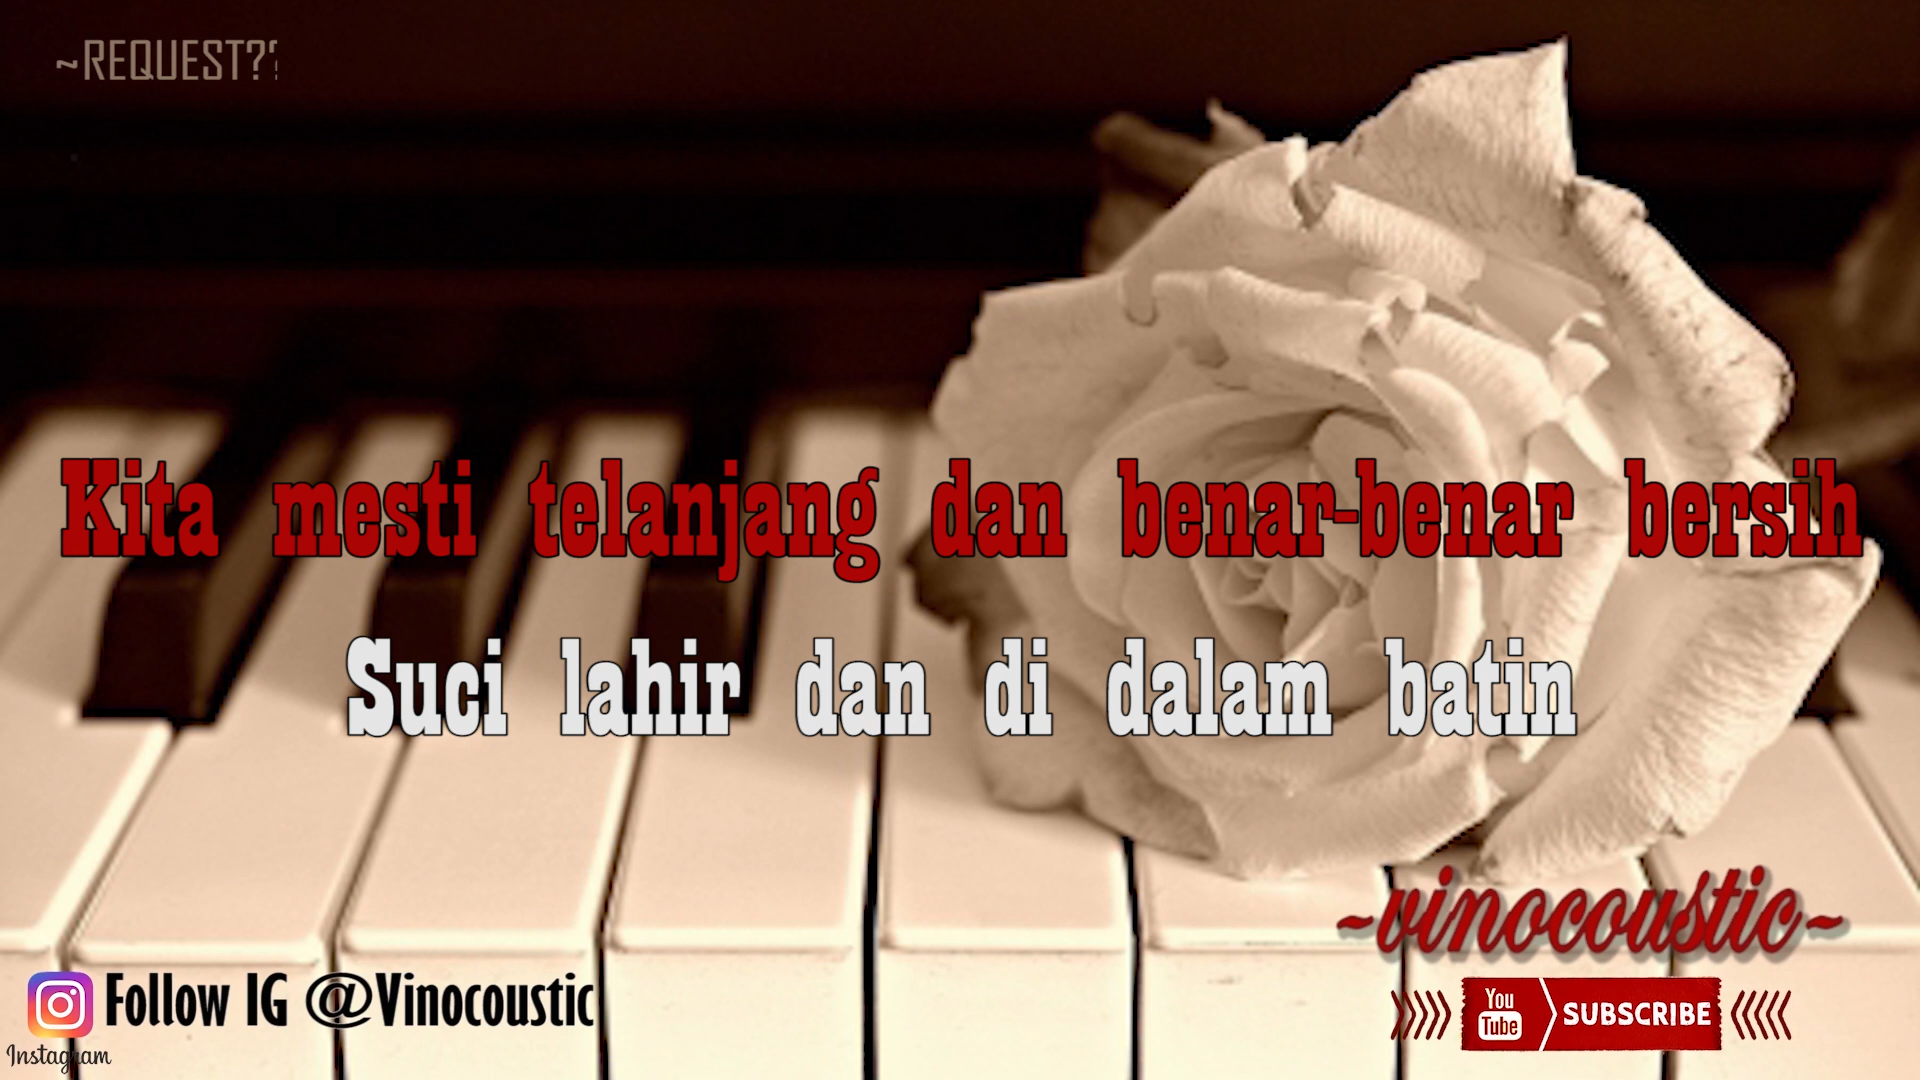 ~REQUEST??
Kita mesti telanjang dan benar-benar bersih
Suci lahir dan di dalam batin
~vinocoustic~
Follow IG @Vinocoustic
Instagram
You
Tube
SUBSCRIBE